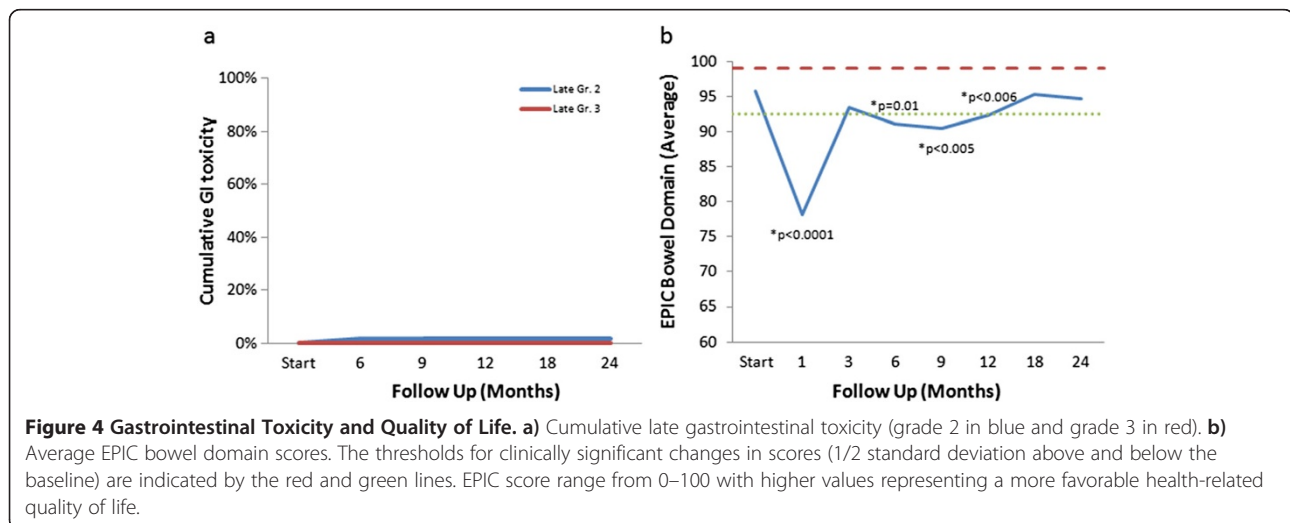 a
100%
80%
60%
40%
20%
0%
Cumulative GI toxicity
Late Gr. 2
Late Gr. 3
Start 6 9 12 18 24
Follow Up (Months)
b
100
95
90
85
80
75
70
65
60
EPIC Bowel Domain (Average)
*p<0.0001
*p=0.01
*p<0.005
*p<0.006
Start 1 3 6 9 12 18 24
Follow Up (Months)
Figure 4 Gastrointestinal Toxicity and Quality of Life. a) Cumulative late gastrointestinal toxicity (grade 2 in blue and grade 3 in red). b)
Average EPIC bowel domain scores. The thresholds for clinically significant changes in scores (1/2 standard deviation above and below the
baseline) are indicated by the red and green lines. EPIC score range from 0–100 with higher values representing a more favorable health-related
quality of life.